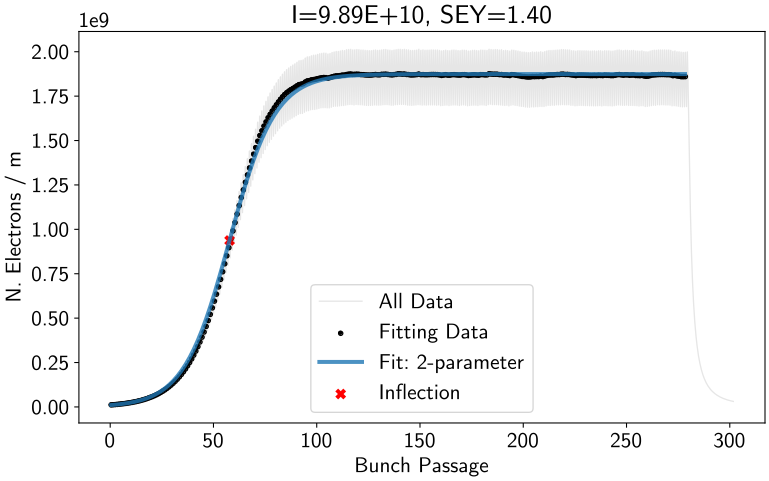 I=9.89E+10, SEY=1.40
1e9
2.00
1.75
1.50
1.25
1.00
0.75
0.50
0.25
0.00
N. Electrons / m
All Data
Fitting Data
Fit: 2-parameter
Inflection
0 50 100 150 200 250 300
Bunch Passage